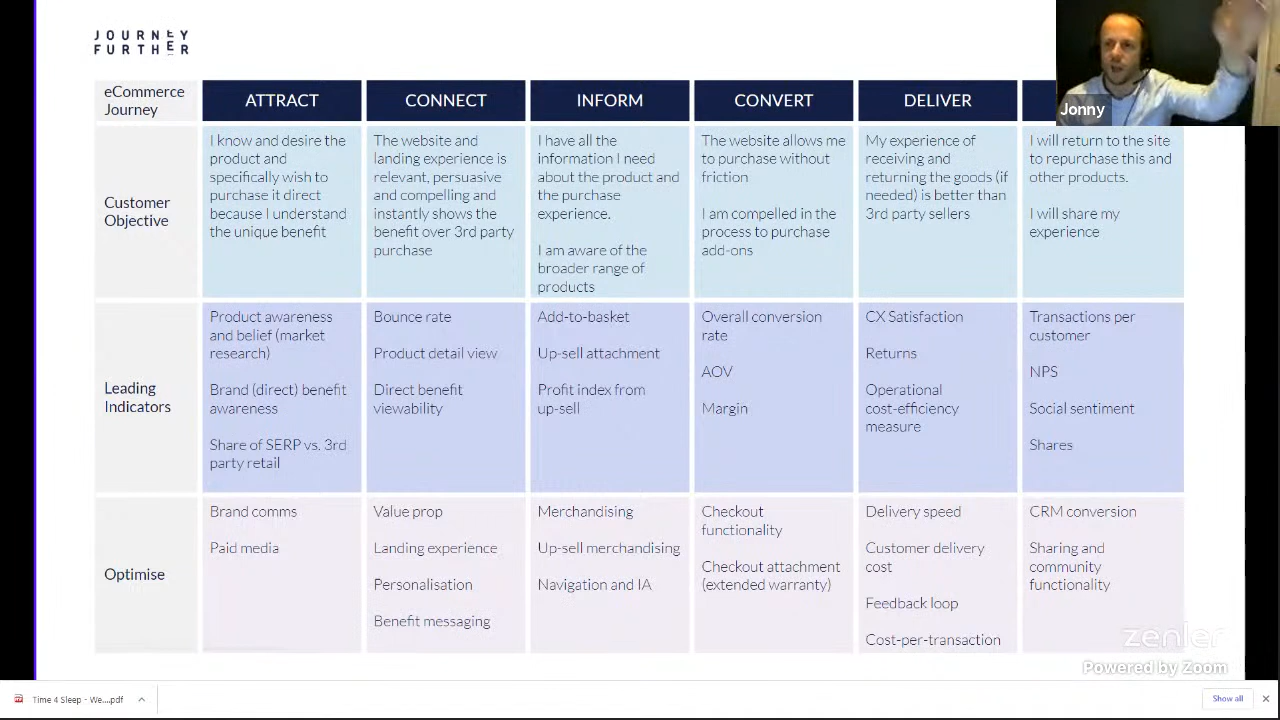 JOURNEY
FURTHER
Jonny
eCommerce
Journey
ATTRACT
CONNECT
INFORM
CONVERT
DELIVER
Customer
Objective
I know and desire the
product and
specifically wish to
purchase it direct
because I understand
the unique benefit
The website and
landing experience is
relevant, persuasive
and compelling and
instantly shows the
benefit over 3rd party
purchase
I have all the
information I need
about the product and
the purchase
experience.
I am aware of the
broader range of
products
The website allows me
to purchase without
friction
I am compelled in the
process to purchase
add-ons
My experience of
receiving and
returning the goods (if
needed) is better than
3rd party sellers
I will return to the site
to repurchase this and
other products.
I will share my
experience
Leading
Indicators
Product awareness
and belief (market
research)
Brand (direct) benefit
awareness
Share of SERP vs. 3rd
party retail
Bounce rate
Product detail view
Direct benefit
viewability
Add-to-basket
Up-sell attachment
Profit index from
up-sell
Overall conversion
rate
AOV
Margin
CX Satisfaction
Returns
Operational
cost-efficiency
measure
Transactions per
customer
NPS
Social sentiment
Shares
Optimise
Brand comms
Paid media
Value prop
Landing experience
Personalisation
Benefit messaging
Merchandising
Up-sell merchandising
Navigation and IA
Checkout
functionality
Checkout attachment
(extended warranty)
Delivery speed
Customer delivery
cost
Feedback loop
Cost-per-transaction
CRM conversion
Sharing and
community
functionality
zenler
Powered by Zoom
Time 4 Sleep - We....pdf
Show all